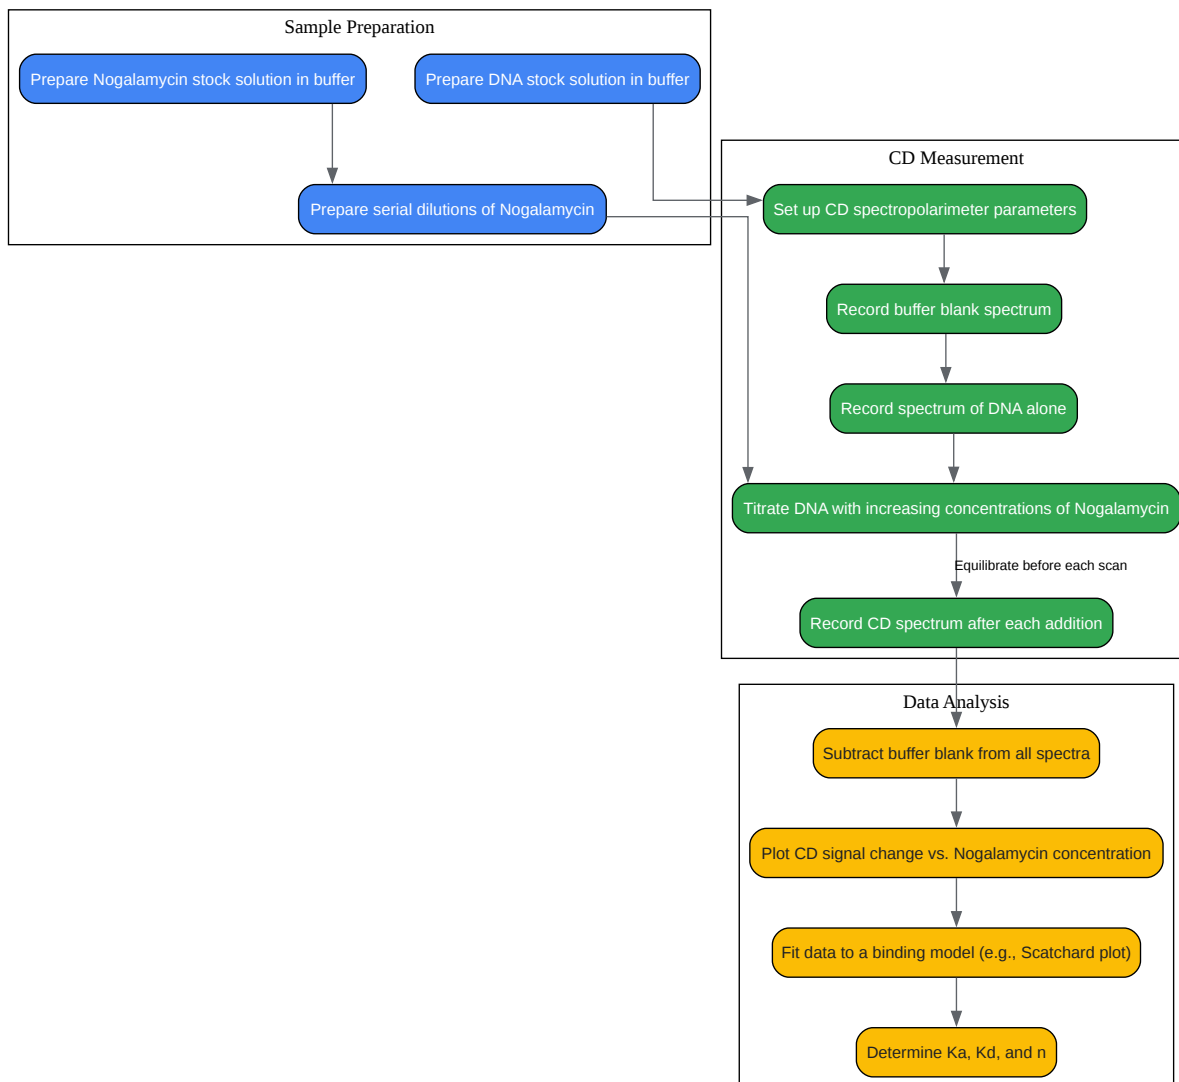 Sample Preparation
Prepare Nogalamycin stock solution in buffer
Prepare DNA stock solution in buffer
Prepare serial dilutions of Nogalamycin
CD Measurement
Set up CD spectropolarimeter parameters
Record buffer blank spectrum
Record spectrum of DNA alone
Titrate DNA with increasing concentrations of Nogalamycin
Equilibrate before each scan
Record CD spectrum after each addition
Data Analysis
Subtract buffer blank from all spectra
Plot CD signal change vs. Nogalamycin concentration
Fit data to a binding model (e.g., Scatchard plot)
Determine Ka, Kd, and n